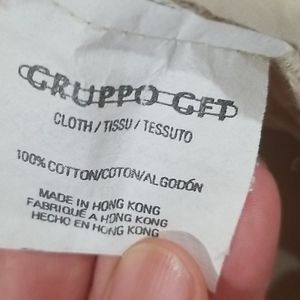 GRUPPO GFT
CLOTH/TISSU/TESSUTO
100% COTTON/COTON/ALGODÓN
MADE IN HONG KONG
FABRIQUÉ A HONG KONG
HECHO EN HONG KONG